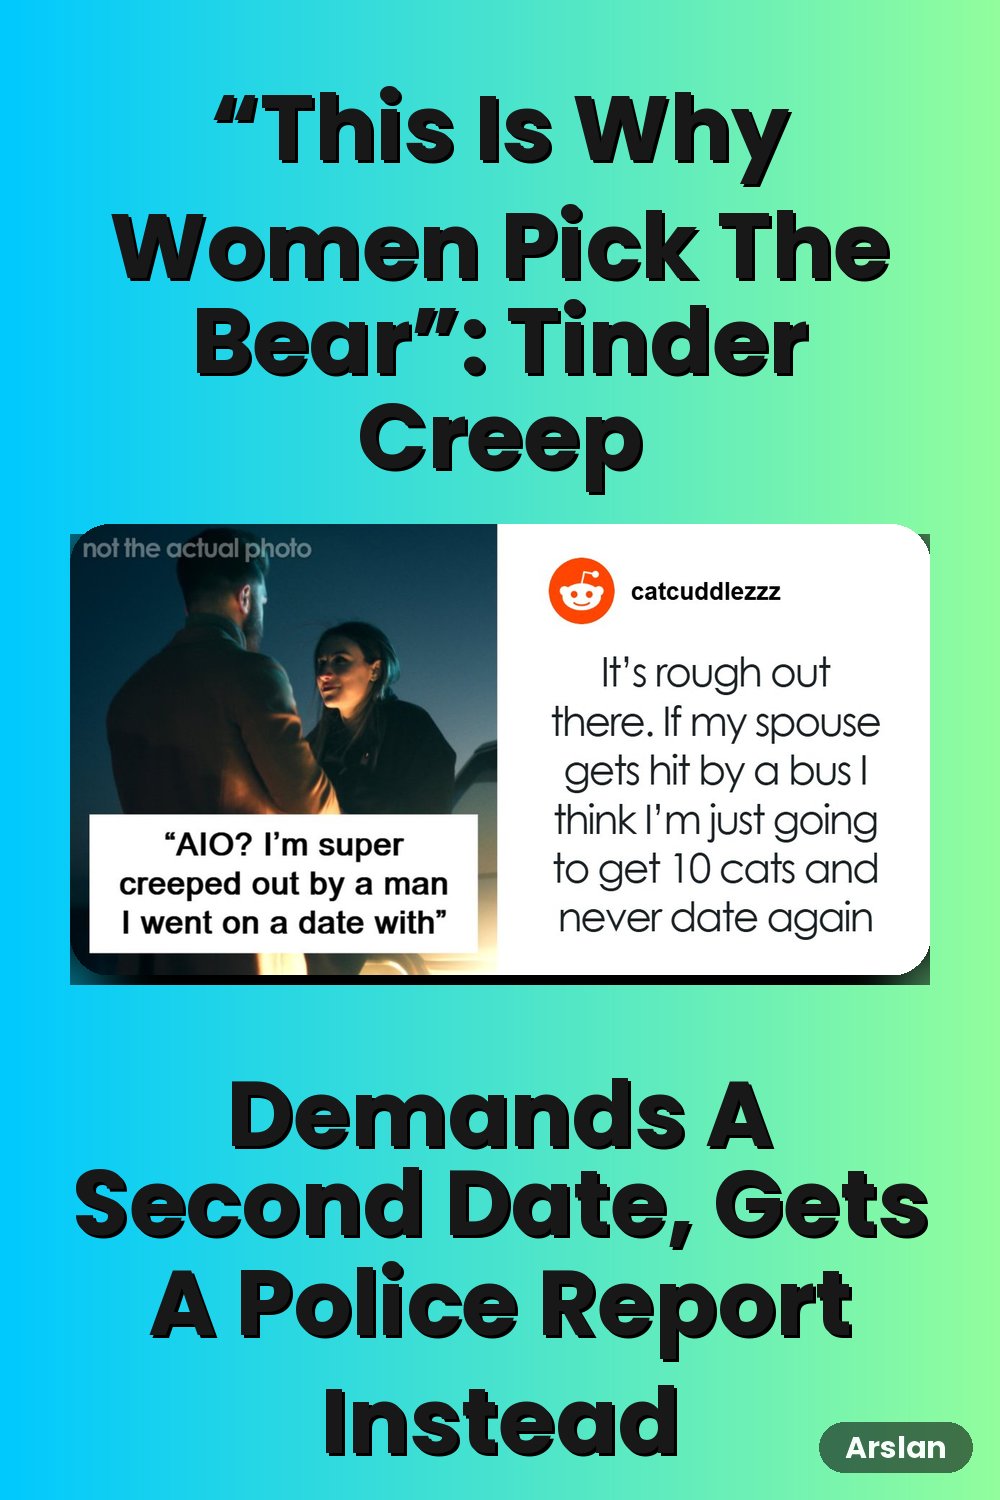 “This Is Why
Women Pick The
Bear”: Tinder
Creep
not the actual photo
“AIO? I’m super
creeped out by a man
I went on a date with”
catcuddlezzz
It’s rough out
there. If my spouse
gets hit by a bus I
think I’m just going
to get 10 cats and
never date again
Demands A
Second Date, Gets
A Police Report
Instead
Arslan